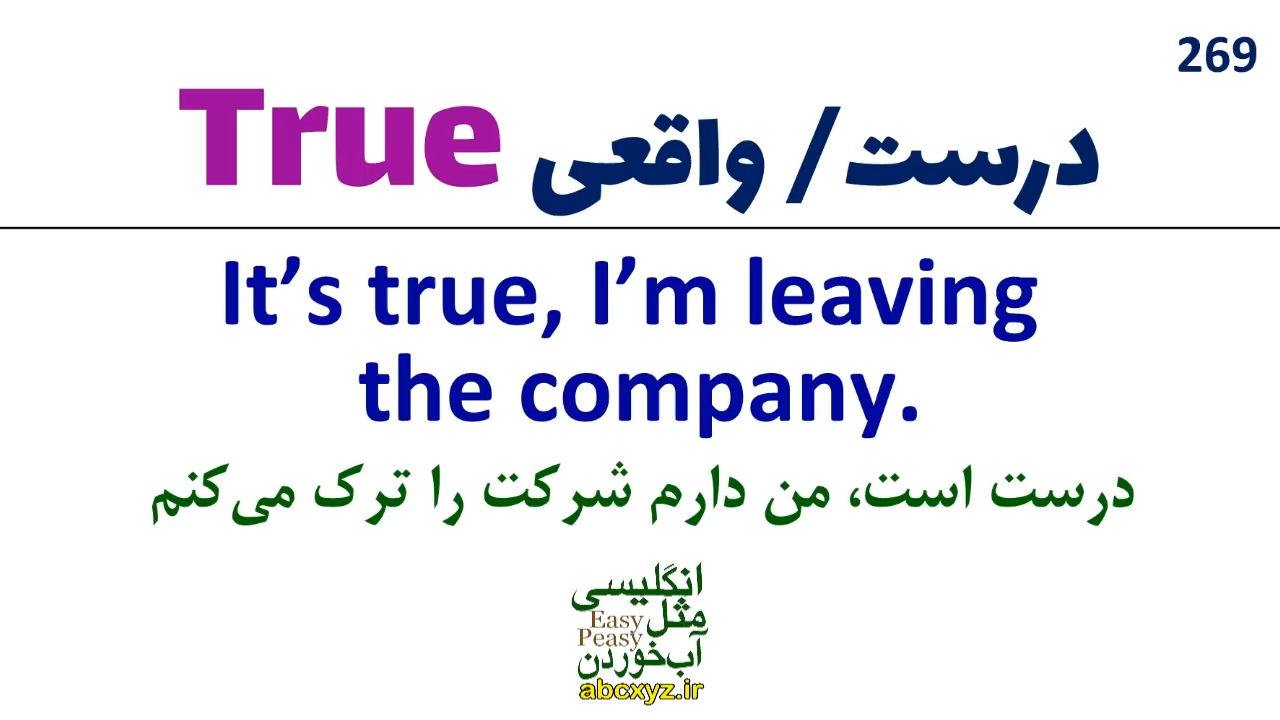 269
True درست / واقعی
It’s true, I’m leaving
the company.
درست است، من دارم شرکت را ترک می‌کنم
انگلیسی
مثل
Easy
Peasy
آب‌خوردن
abcxyz.ir